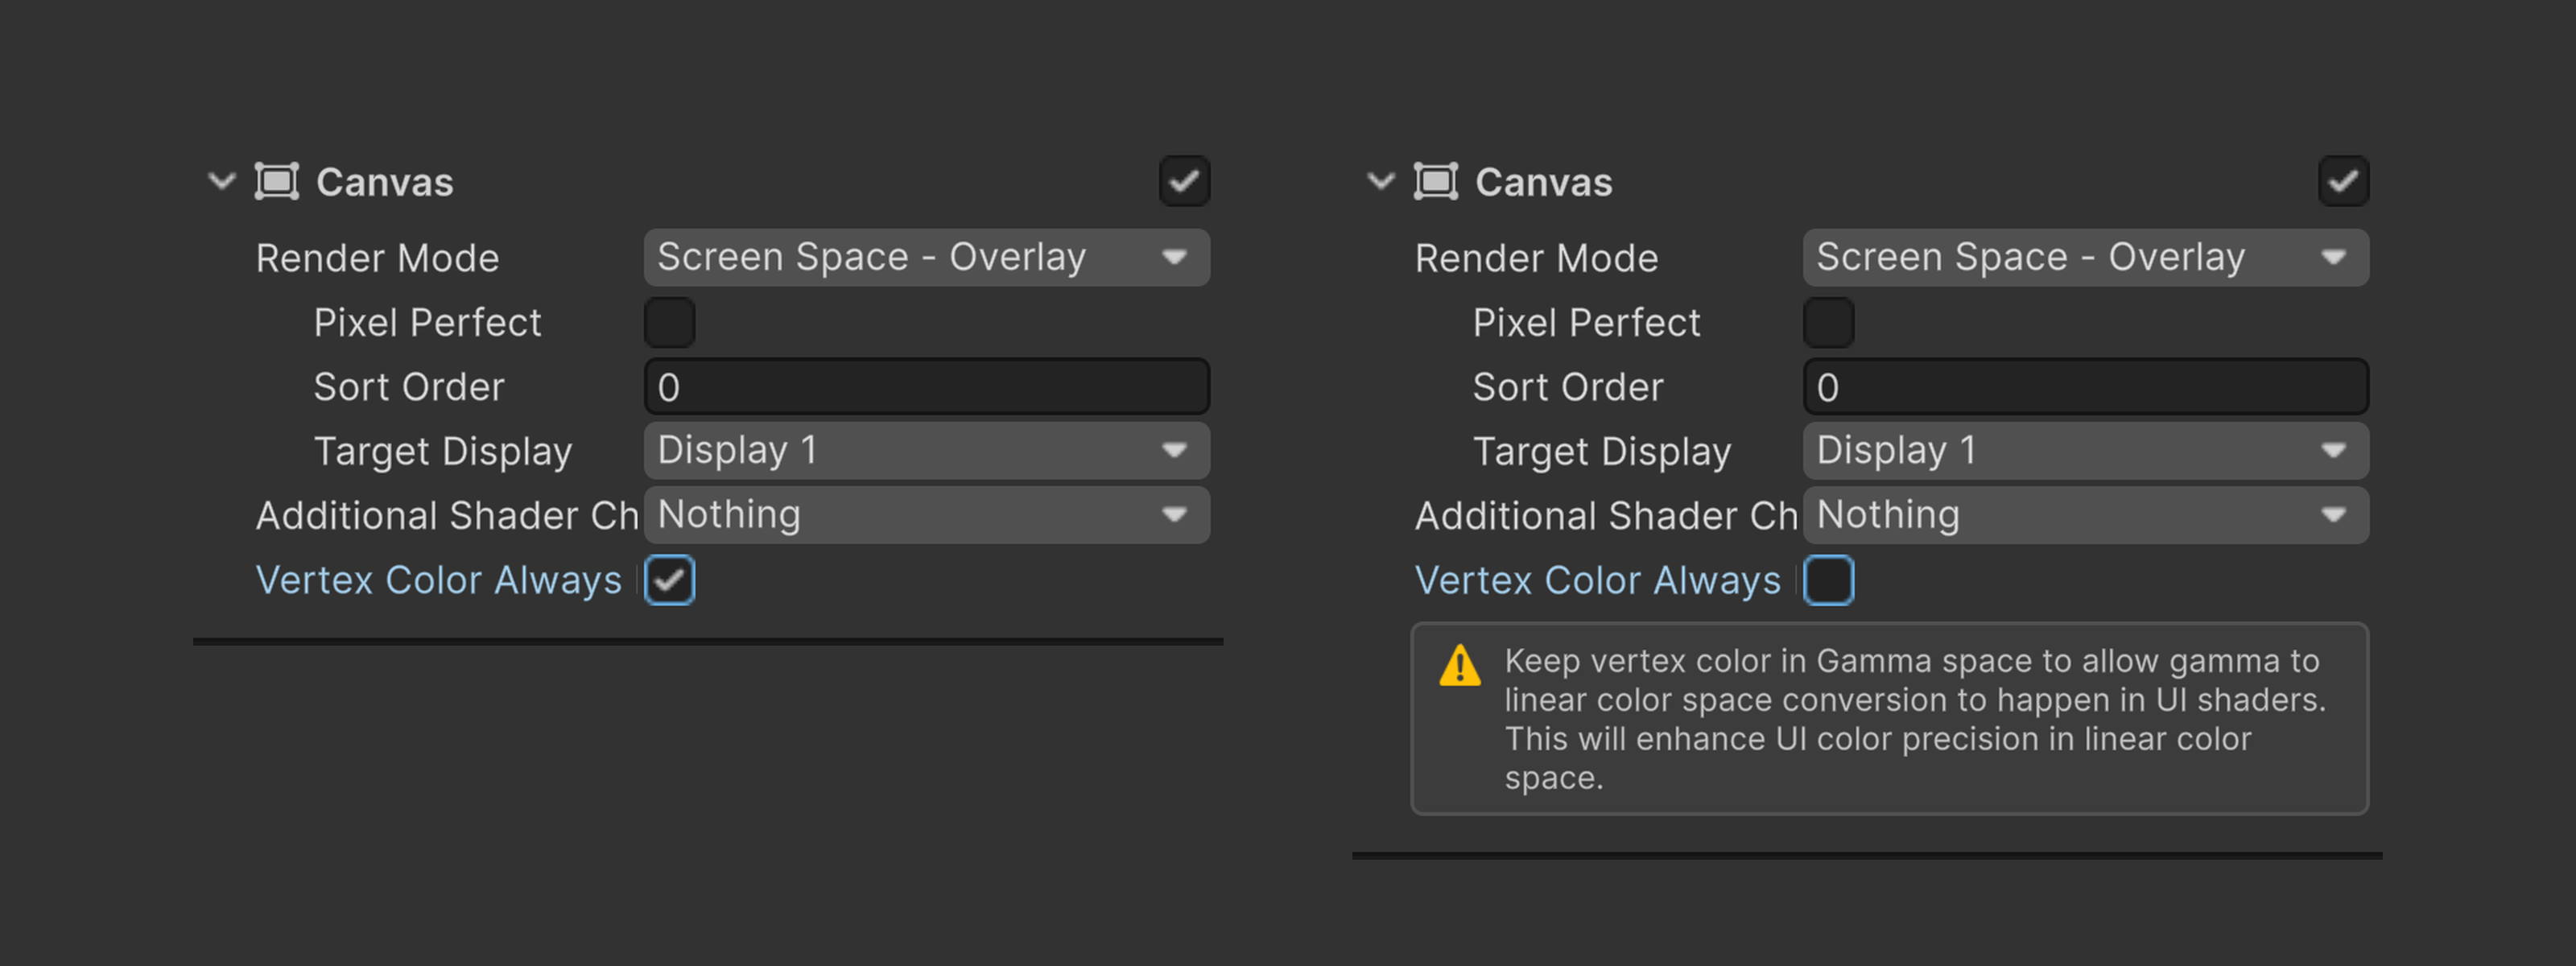 Canvas
Render Mode Screen Space - Overlay
Pixel Perfect
Sort Order 0
Target Display Display 1
Additional Shader Ch Nothing
Vertex Color Always
Canvas
Render Mode Screen Space - Overlay
Pixel Perfect
Sort Order 0
Target Display Display 1
Additional Shader Ch Nothing
Vertex Color Always
Keep vertex color in Gamma space to allow gamma to
linear color space conversion to happen in UI shaders.
This will enhance UI color precision in linear color
space.